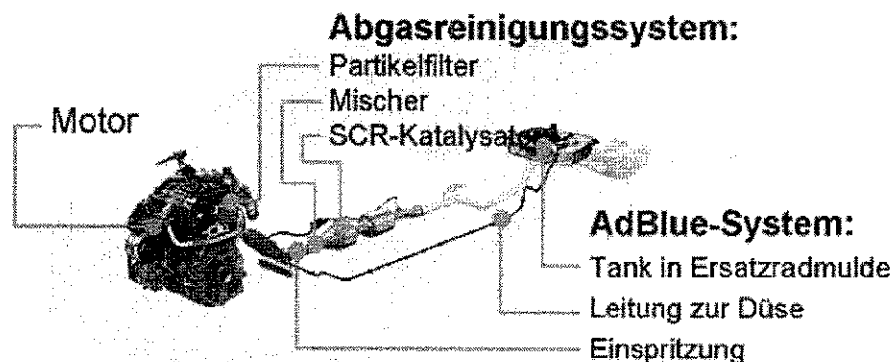 Abgasreinigungssystem:
Partikelfilter
Mischer
SCR-Katalysator
Motor
AdBlue-System:
Tank in Ersatzradmulde
Leitung zur Düse
Einspritzung